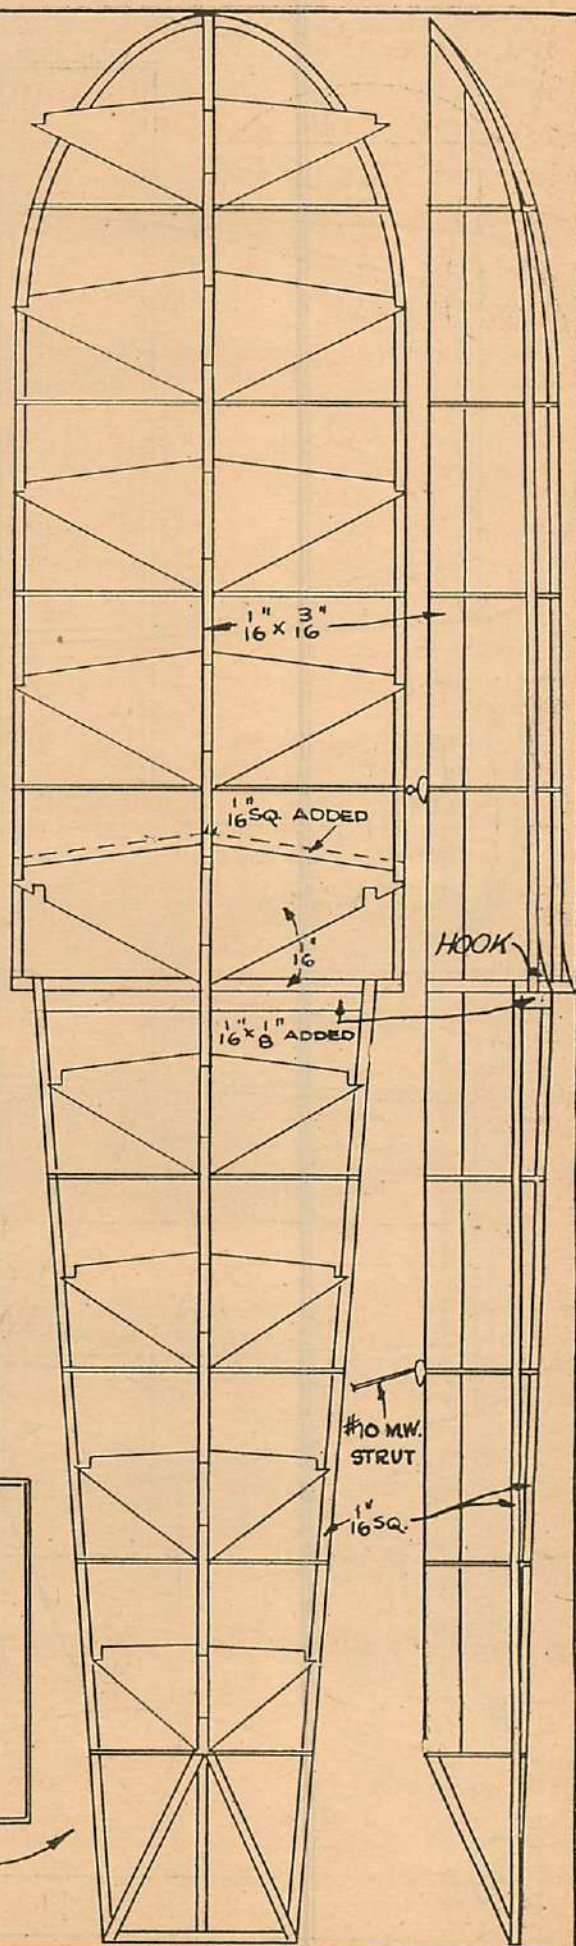 1/16" x 3/16"
1/16" SQ. ADDED
1/16"
HOOK
1/16" x 1/8" ADDED
#10 M.W.
STRUT
1/16" SQ.